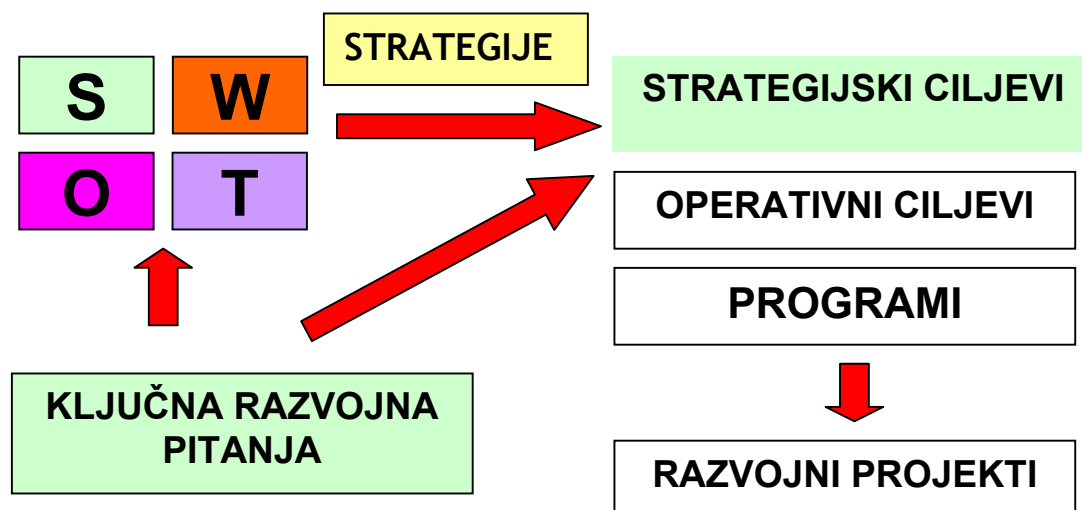 S W
O T
STRATEGIJE
STRATEGIJSKI CILJEVI
OPERATIVNI CILJEVI
PROGRAMI
KLJUČNA RAZVOJNA
PITANJA
RAZVOJNI PROJEKTI